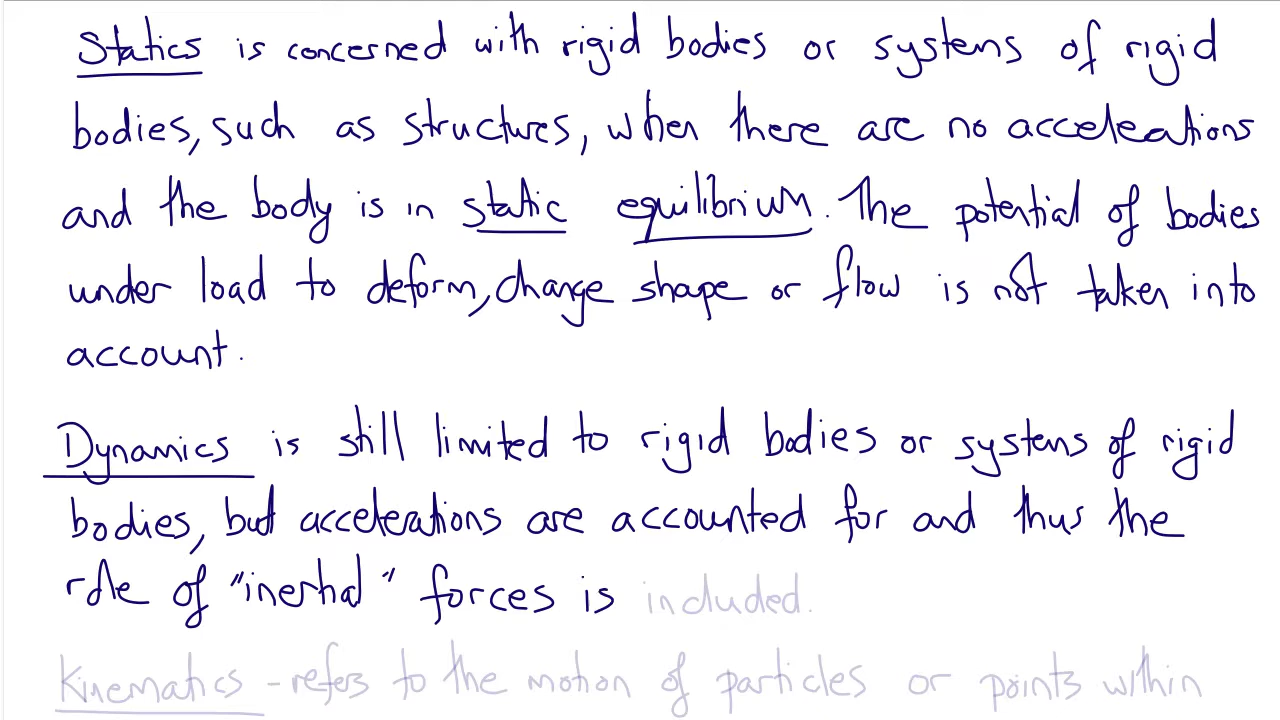 Statics is concerned with rigid bodies or systems of rigid
bodies, such as structures, when there are no accelerations
and the body is in static equilibrium. The potential of bodies
under load to deform, change shape or flow is not taken into
account.
Dynamics is still limited to rigid bodies or systems of rigid
bodies, but accelerations are accounted for and thus the
role of "inertial" forces is included.
Kinematics - refers to the motion of particles or points within